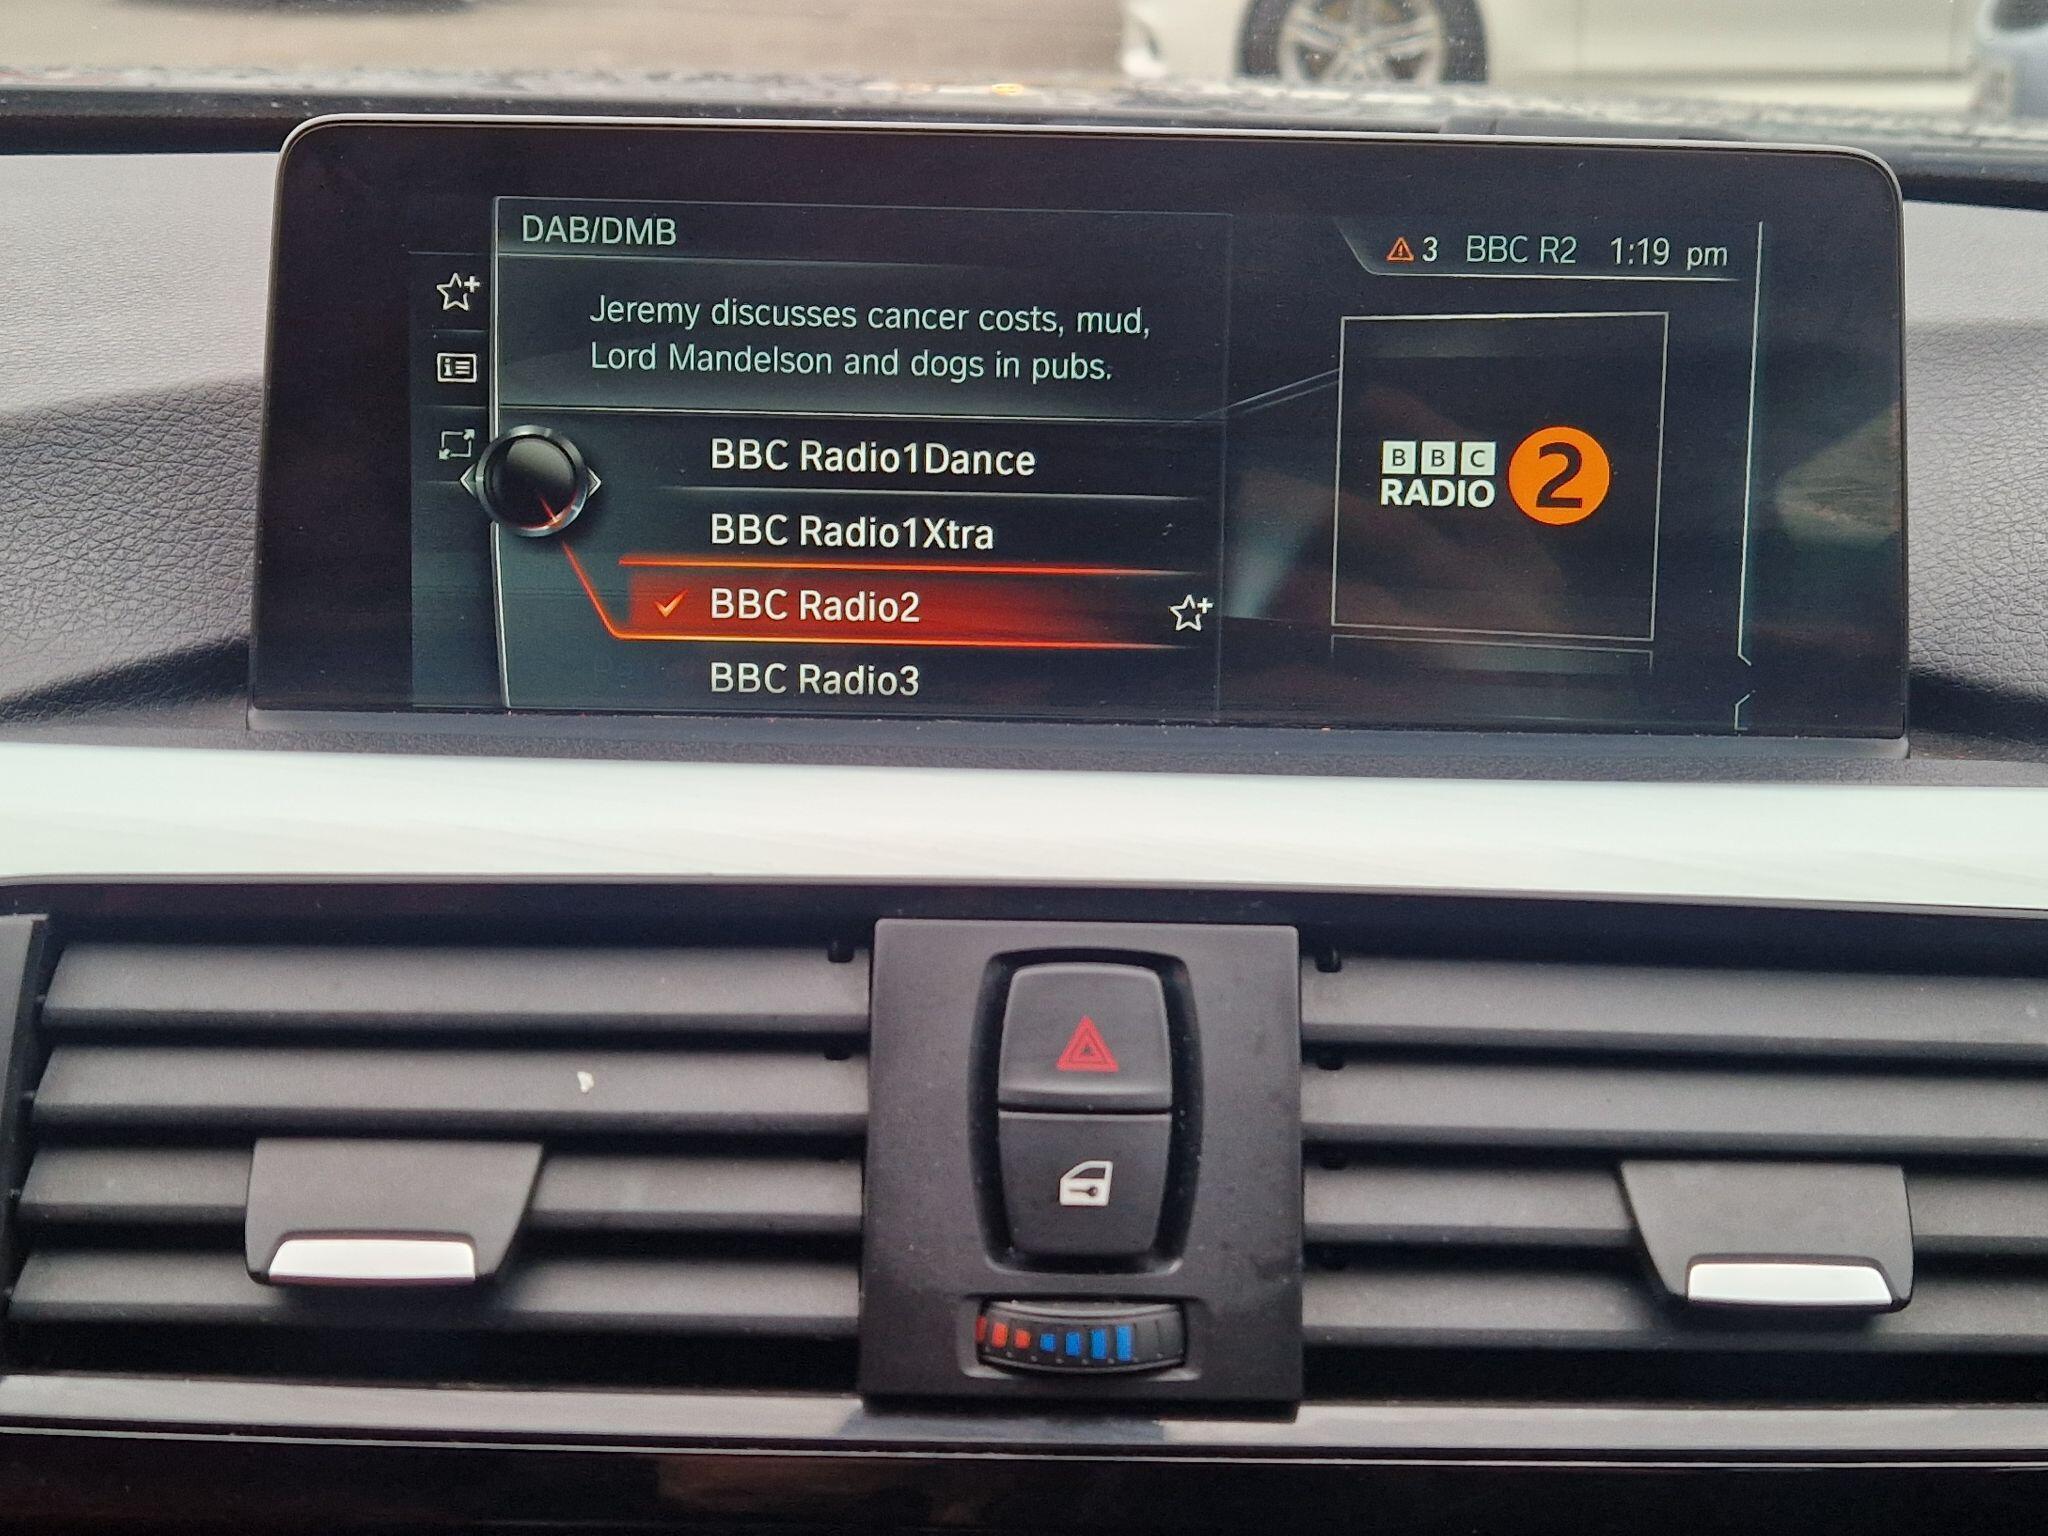 DAB/DMB
3 BBC R2 1:19 pm
Jeremy discusses cancer costs, mud,
Lord Mandelson and dogs in pubs.
BBC Radio1Dance
BBC Radio1Xtra
BBC Radio2
BBC Radio3
BBC
RADIO 2